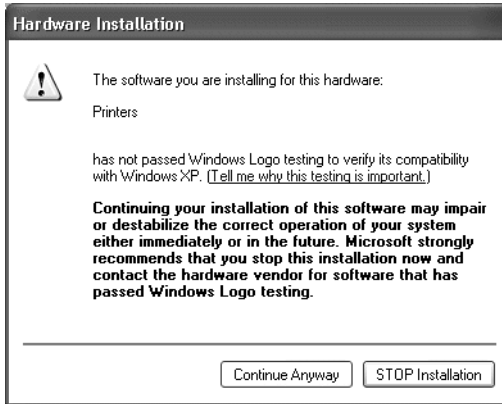 Hardware Installation
The software you are installing for this hardware:
Printers
has not passed Windows Logo testing to verify its compatibility
with Windows XP. (Tell me why this testing is important.)
Continuing your installation of this software may impair
or destabilize the correct operation of your system
either immediately or in the future. Microsoft strongly
recommends that you stop this installation now and
contact the hardware vendor for software that has
passed Windows Logo testing.
Continue Anyway
STOP Installation